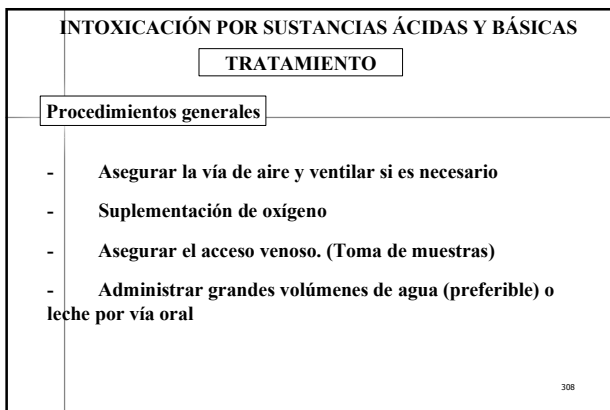 INTOXICACIÓN POR SUSTANCIAS ÁCIDAS Y BÁSICAS
TRATAMIENTO
Procedimientos generales
- Asegurar la vía de aire y ventilar si es necesario
- Suplementación de oxígeno
- Asegurar el acceso venoso. (Toma de muestras)
- Administrar grandes volúmenes de agua (preferible) o
leche por vía oral
308